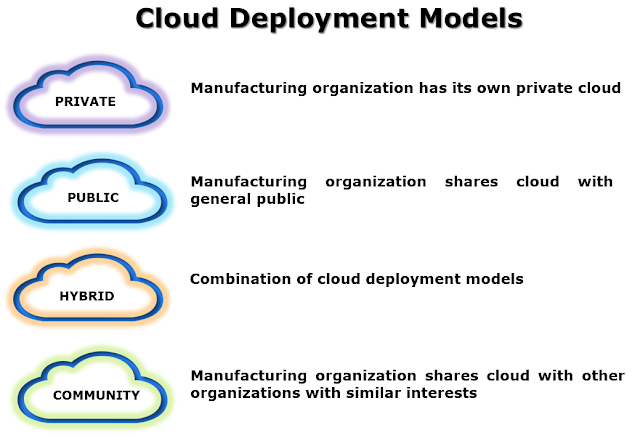 Cloud Deployment Models
PRIVATE
Manufacturing organization has its own private cloud
PUBLIC
Manufacturing organization shares cloud with
general public
HYBRID
Combination of cloud deployment models
COMMUNITY
Manufacturing organization shares cloud with other
organizations with similar interests